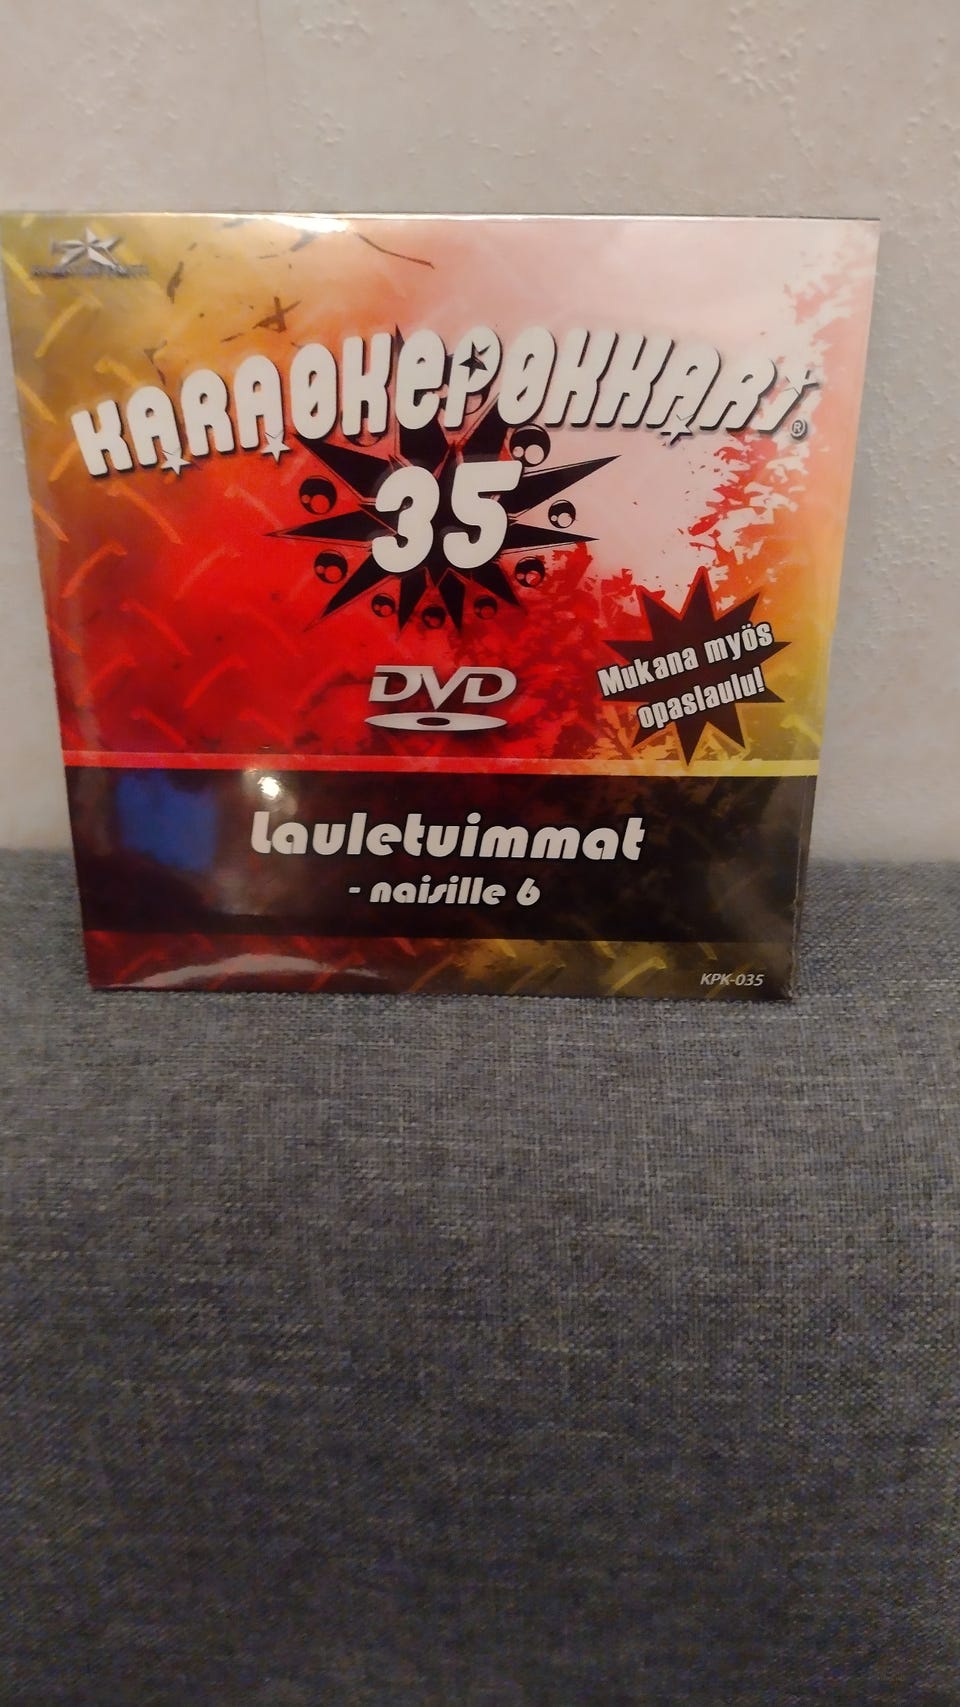 KARAOKEPOKKARI®
35
DVD
Mukana myös
opaslaulu!
Lauletuimmat
- naisille 6
KPK-035